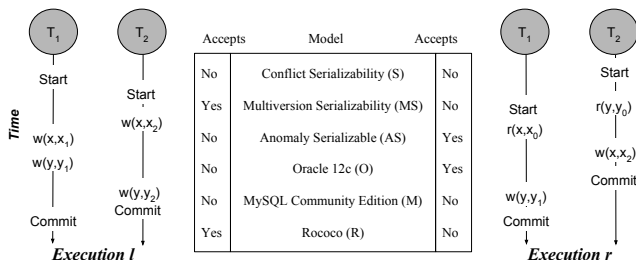 T1 T2 Accepts Model Accepts T1 T2
Start No Conflict Serializability (S) No Start
Start Yes Multiversion Serializability (MS) No Start r(y,y0)
Time w(x,x1) w(x,x2) No Anomaly Serializable (AS) Yes r(x,x0)
w(y,y1) No Oracle 12c (O) Yes w(x,x2)
w(y,y2) No MySQL Community Edition (M) No w(y,y1) Commit
Commit Commit Yes Rococo (R) No Commit
Execution l Execution r